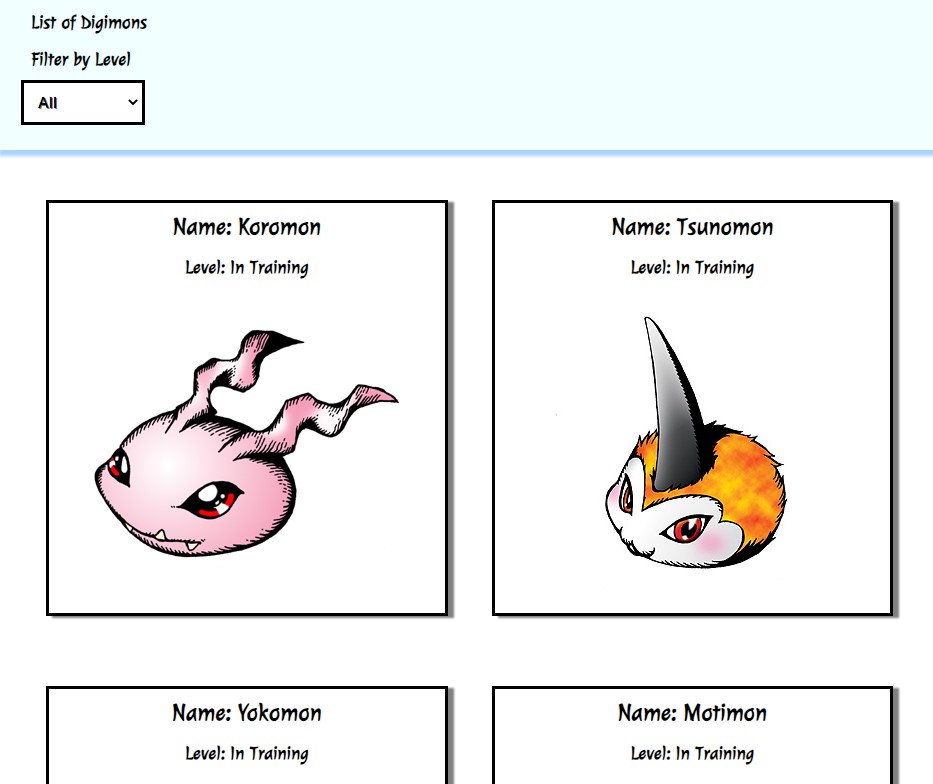 List of Digimons
Filter by Level
All
Name: Koromon
Level: In Training
Name: Tsunomon
Level: In Training
Name: Yokomon
Level: In Training
Name: Motimon
Level: In Training